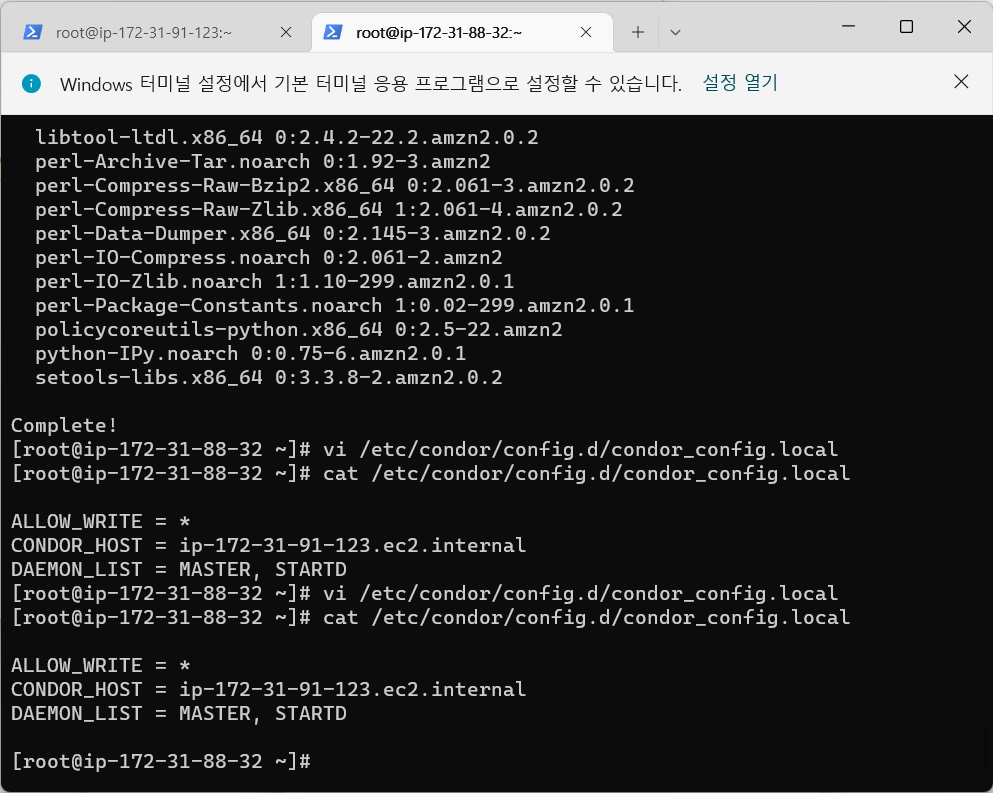 root@ip-172-31-91-123:~
root@ip-172-31-88-32:~
Windows 터미널 설정에서 기본 터미널 응용 프로그램으로 설정할 수 있습니다. 설정 열기
libtool-ltdl.x86_64 0:2.4.2-22.2.amzn2.0.2
perl-Archive-Tar.noarch 0:1.92-3.amzn2
perl-Compress-Raw-Bzip2.x86_64 0:2.061-3.amzn2.0.2
perl-Compress-Raw-Zlib.x86_64 1:2.061-4.amzn2.0.2
perl-Data-Dumper.x86_64 0:2.145-3.amzn2.0.2
perl-IO-Compress.noarch 0:2.061-2.amzn2
perl-IO-Zlib.noarch 1:1.10-299.amzn2.0.1
perl-Package-Constants.noarch 1:0.02-299.amzn2.0.1
policycoreutils-python.x86_64 0:2.5-22.amzn2
python-IPy.noarch 0:0.75-6.amzn2.0.1
setools-libs.x86_64 0:3.3.8-2.amzn2.0.2
Complete!
[root@ip-172-31-88-32 ~]# vi /etc/condor/config.d/condor_config.local
[root@ip-172-31-88-32 ~]# cat /etc/condor/config.d/condor_config.local
ALLOW_WRITE = *
CONDOR_HOST = ip-172-31-91-123.ec2.internal
DAEMON_LIST = MASTER, STARTD
[root@ip-172-31-88-32 ~]# vi /etc/condor/config.d/condor_config.local
[root@ip-172-31-88-32 ~]# cat /etc/condor/config.d/condor_config.local
ALLOW_WRITE = *
CONDOR_HOST = ip-172-31-91-123.ec2.internal
DAEMON_LIST = MASTER, STARTD
[root@ip-172-31-88-32 ~]#